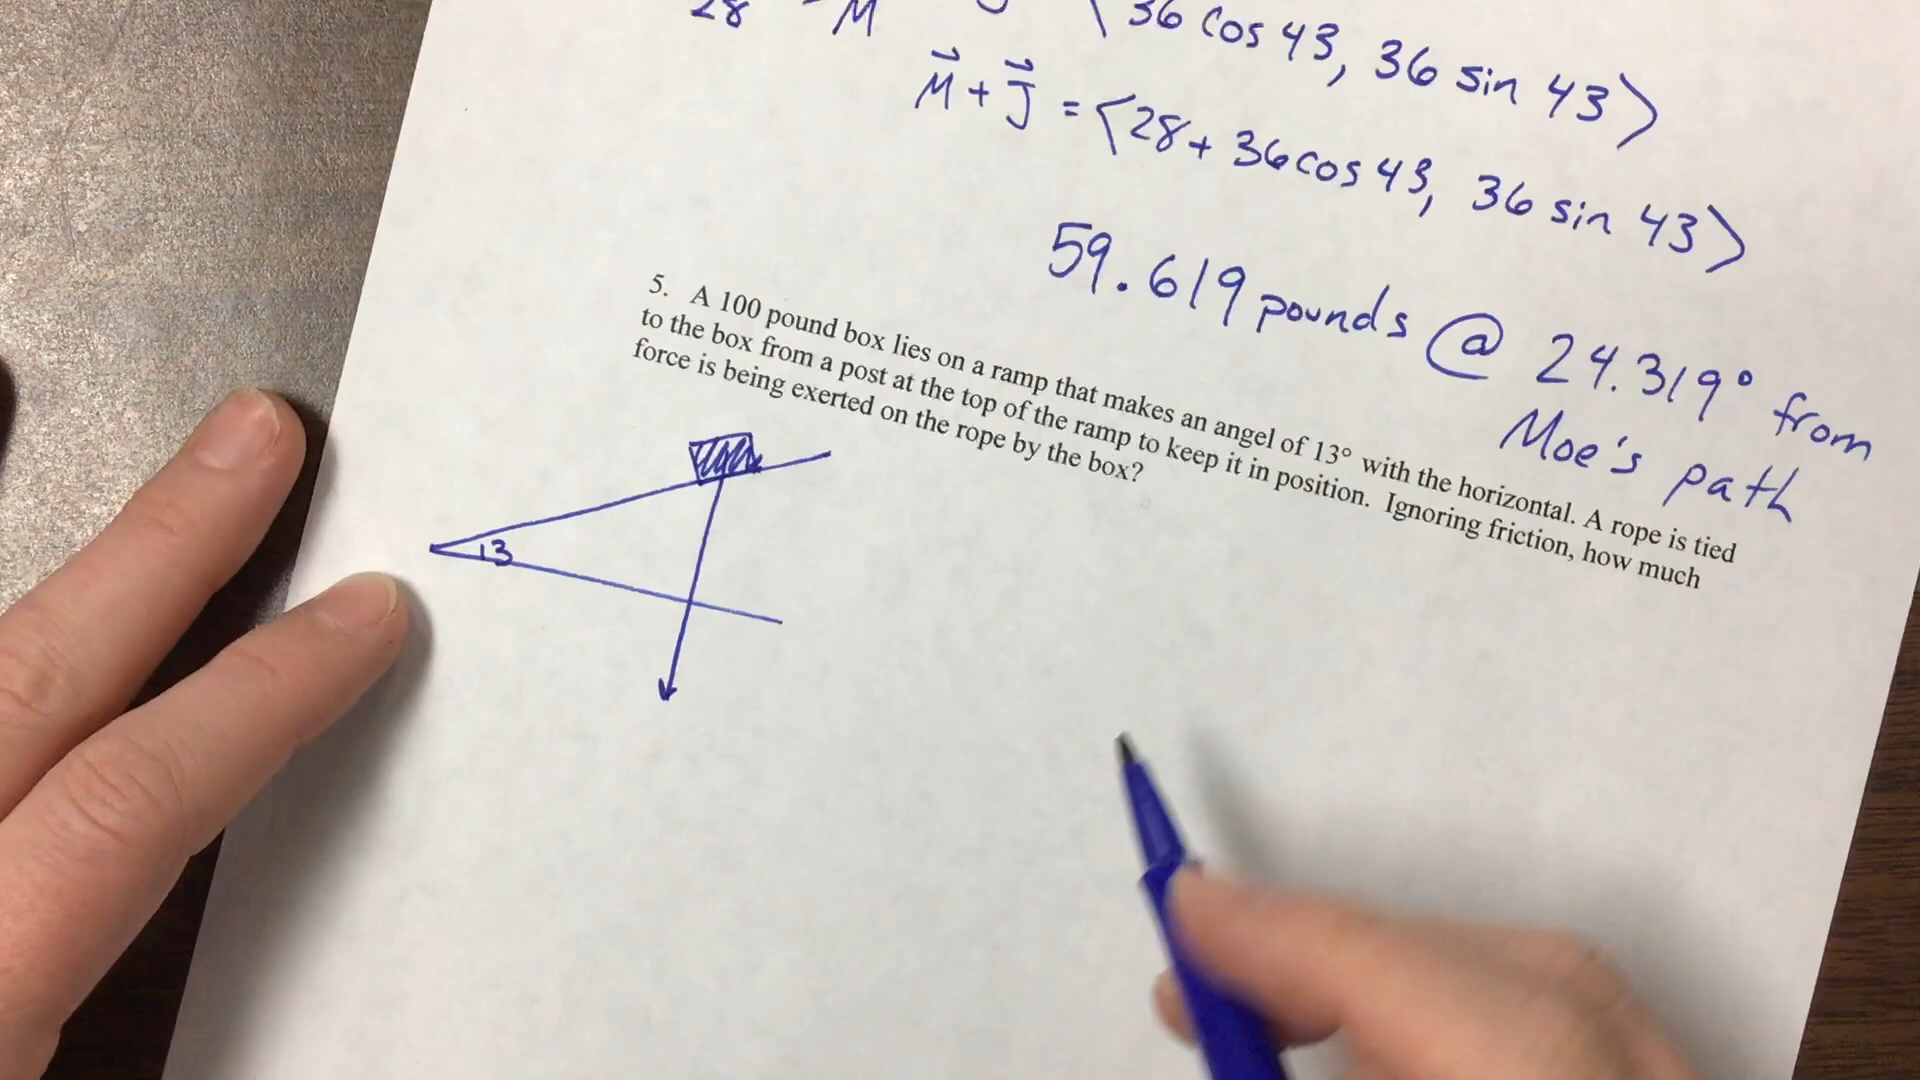 28 M ⟨36 cos 43, 36 sin 43⟩
M⃗ + J⃗ = ⟨28 + 36 cos 43, 36 sin 43⟩
59.619 pounds @ 24.319° from
Moe's path
5. A 100 pound box lies on a ramp that makes an angel of 13° with the horizontal. A rope is tied
to the box from a post at the top of the ramp to keep it in position. Ignoring friction, how much
force is being exerted on the rope by the box?
13